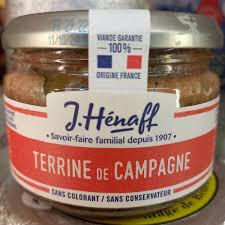 VIANDE GARANTIE
100%
ORIGINE FRANCE
J. Hénaff
Savoir-faire familial depuis 1907
TERRINE DE CAMPAGNE
SANS COLORANT / SANS CONSERVATEUR